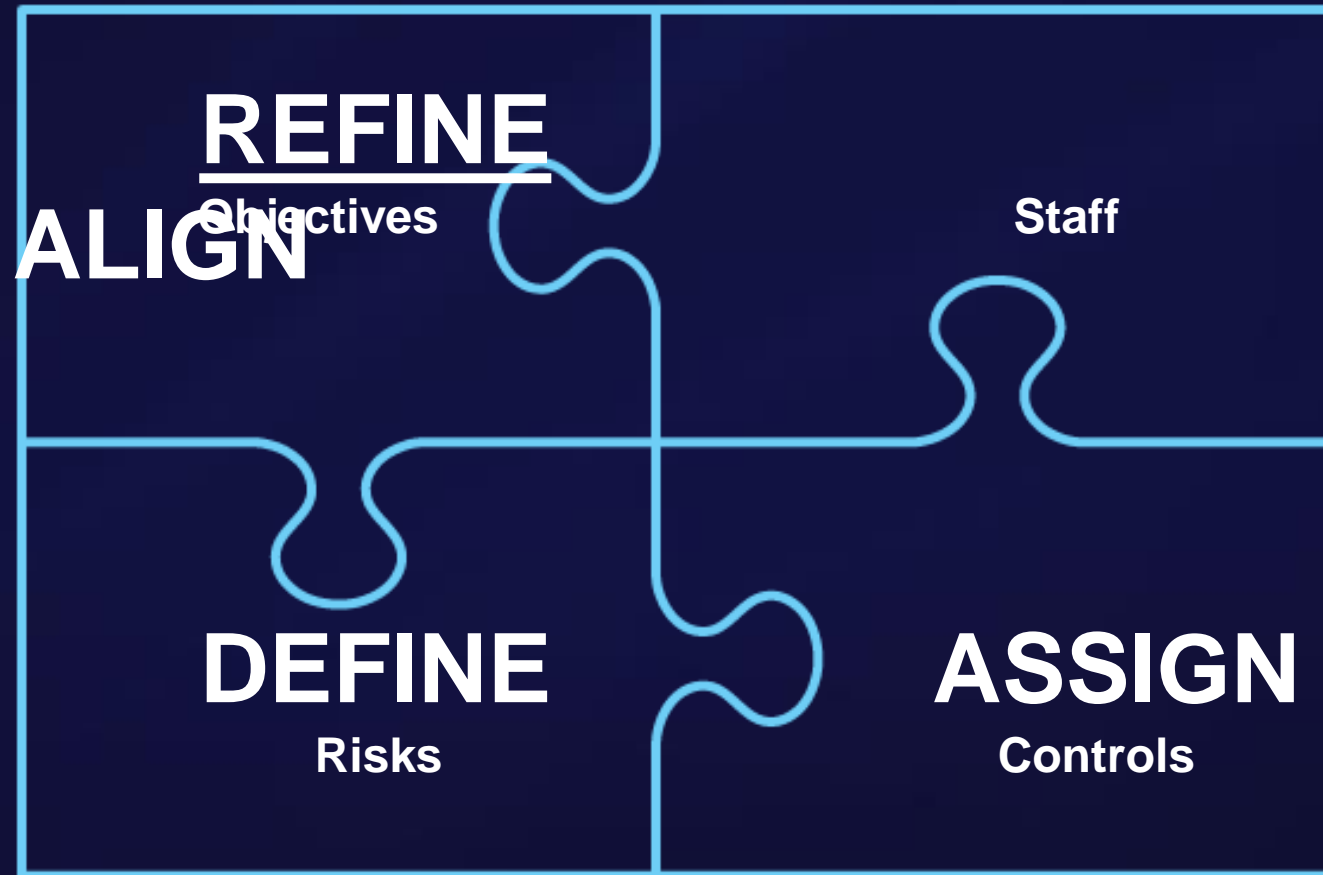 REFINE
Objectives
ALIGN
Staff
DEFINE
Risks
ASSIGN
Controls